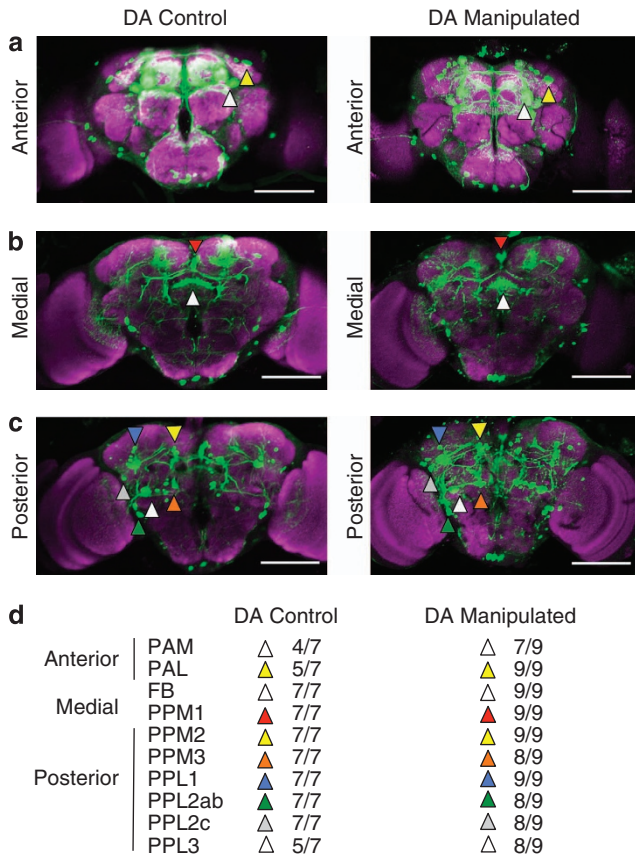 DA Control DA Manipulated
a
Anterior Anterior
b
Medial Medial
c
Posterior Posterior
d
DA Control DA Manipulated
Anterior
PAM 4/7 7/9
PAL 5/7 9/9
Medial
FB 7/7 9/9
PPM1 7/7 9/9
Posterior
PPM2 7/7 9/9
PPM3 7/7 8/9
PPL1 7/7 9/9
PPL2ab 7/7 8/9
PPL2c 7/7 8/9
PPL3 5/7 8/9